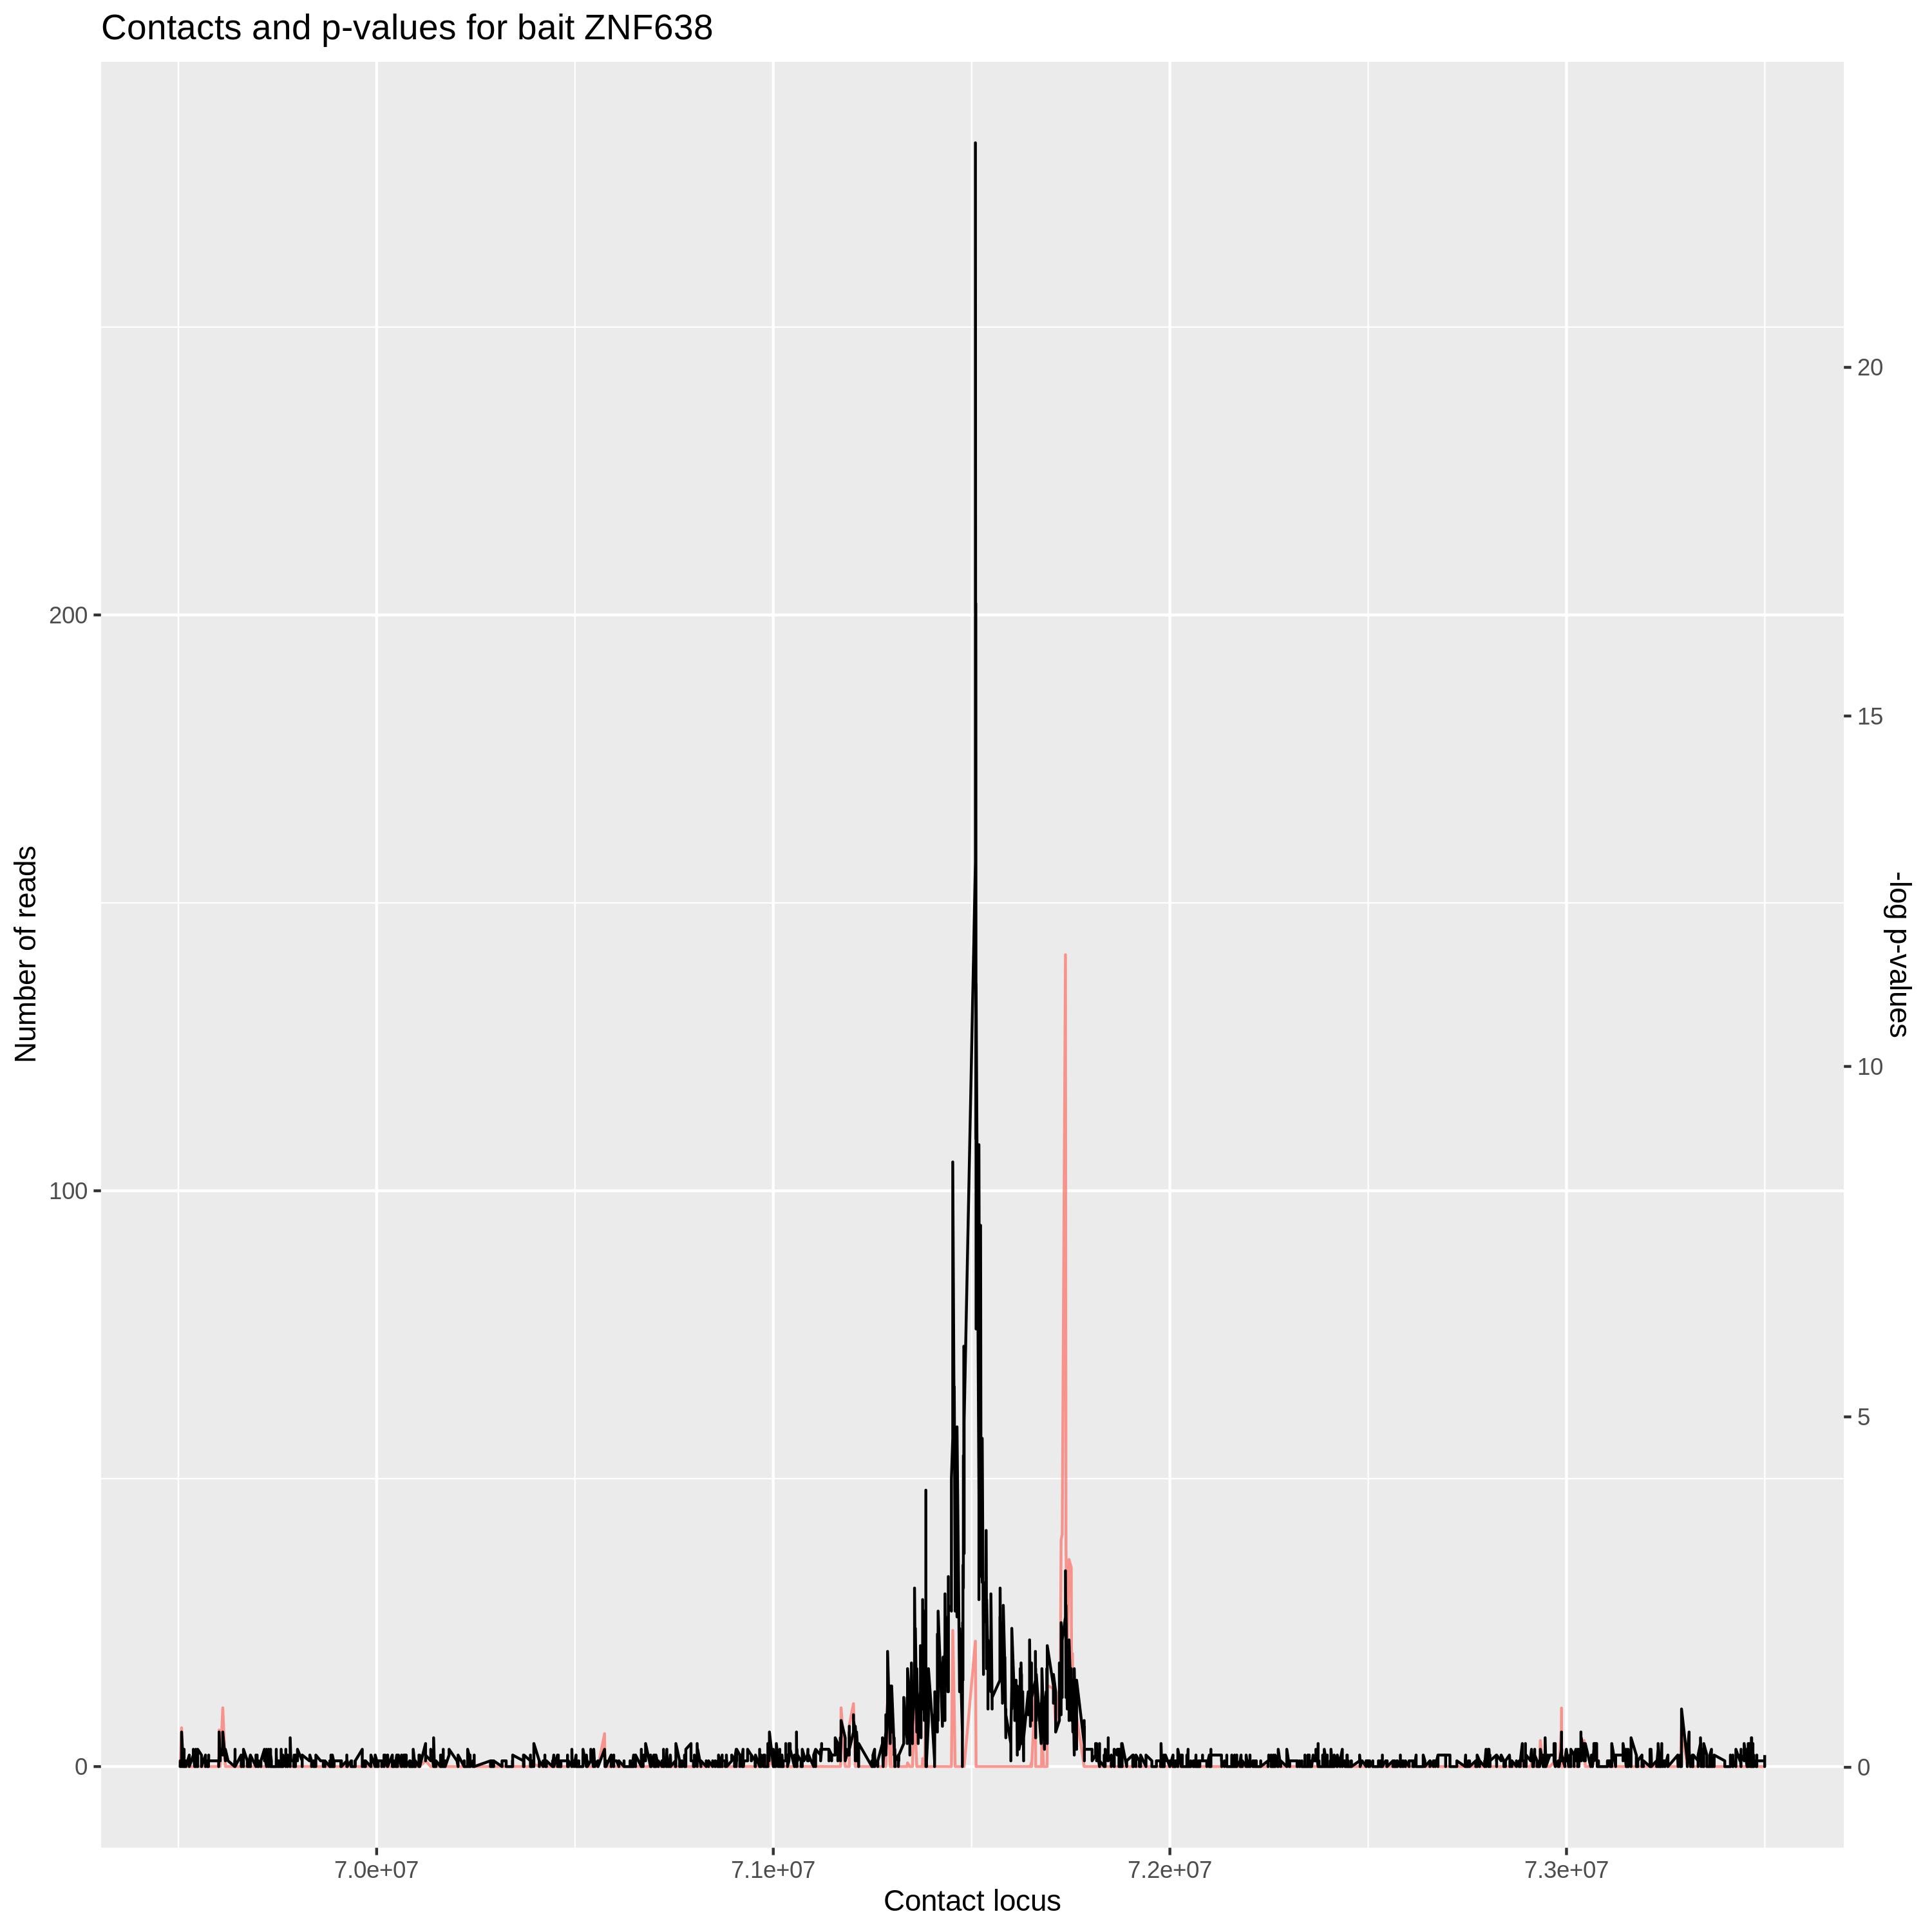 Contacts and p-values for bait ZNF638
Number of reads
200
100
0
20
15
10
5
0
-log p-values
7.0e+07 7.1e+07 7.2e+07 7.3e+07
Contact locus